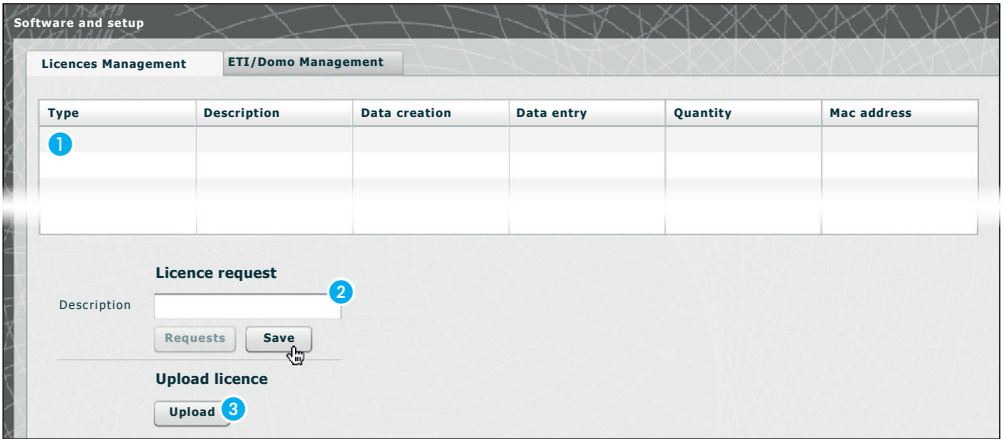 Software and setup
Licences Management ETI/Domo Management
Type Description Data creation Data entry Quantity Mac address
1
Licence request
2
Description
Requests Save
Upload licence
Upload 3